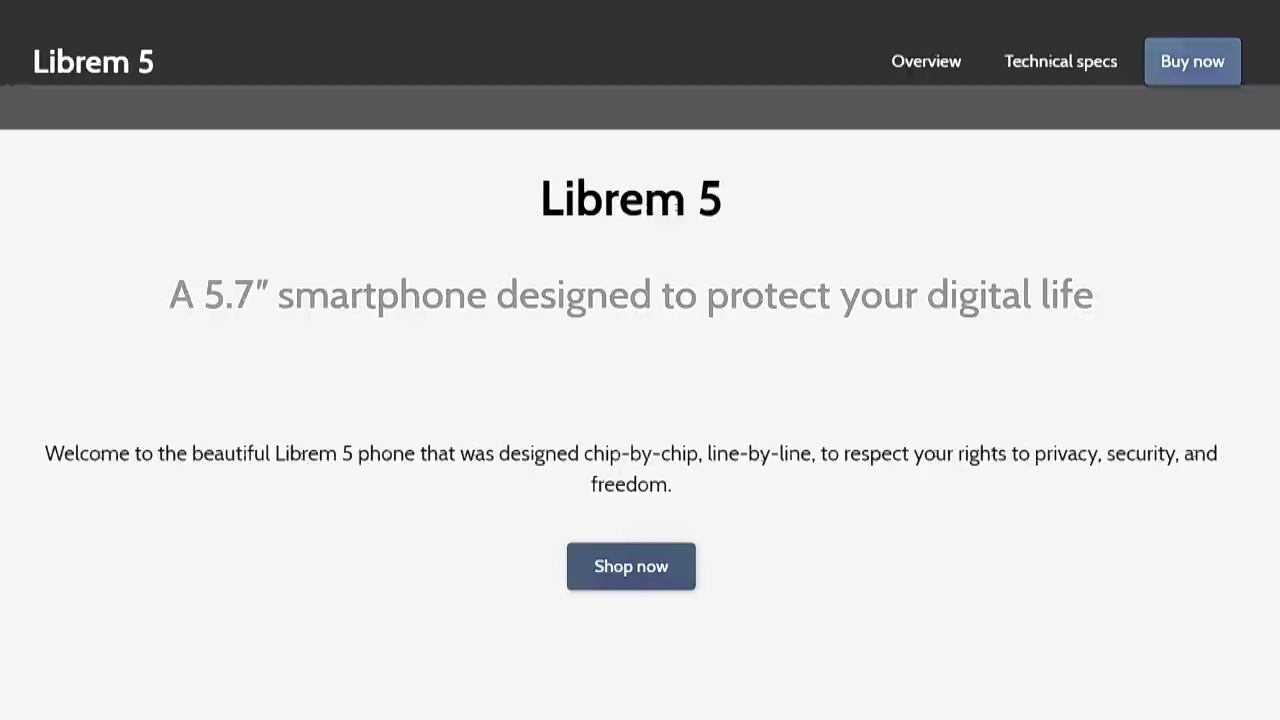 Librem 5
Overview
Technical specs
Buy now
Librem 5
A 5.7″ smartphone designed to protect your digital life
Welcome to the beautiful Librem 5 phone that was designed chip-by-chip, line-by-line, to respect your rights to privacy, security, and
freedom.
Shop now